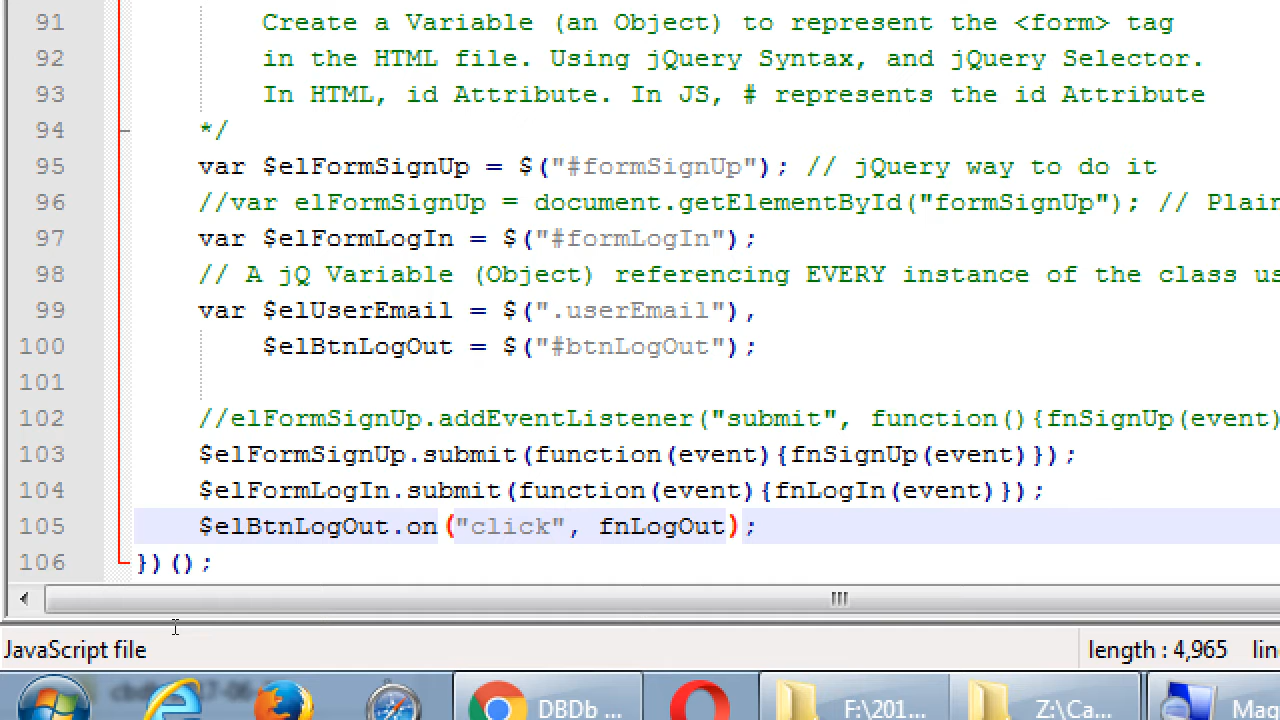 91 Create a Variable (an Object) to represent the <form> tag
92 in the HTML file. Using jQuery Syntax, and jQuery Selector.
93 In HTML, id Attribute. In JS, # represents the id Attribute
94 */
95 var $elFormSignUp = $("#formSignUp"); // jQuery way to do it
96 //var elFormSignUp = document.getElementById("formSignUp"); // Plain
97 var $elFormLogIn = $("#formLogIn");
98 // A jQ Variable (Object) referencing EVERY instance of the class us
99 var $elUserEmail = $(".userEmail"),
100 $elBtnLogOut = $("#btnLogOut");
101
102 //elFormSignUp.addEventListener("submit", function(){fnSignUp(event)
103 $elFormSignUp.submit(function(event){fnSignUp(event)});
104 $elFormLogIn.submit(function(event){fnLogIn(event)});
105 $elBtnLogOut.on("click", fnLogOut);
106 })();
JavaScript file length : 4,965 lin
DBDb ... F:\201... Z:\Ca... Mag